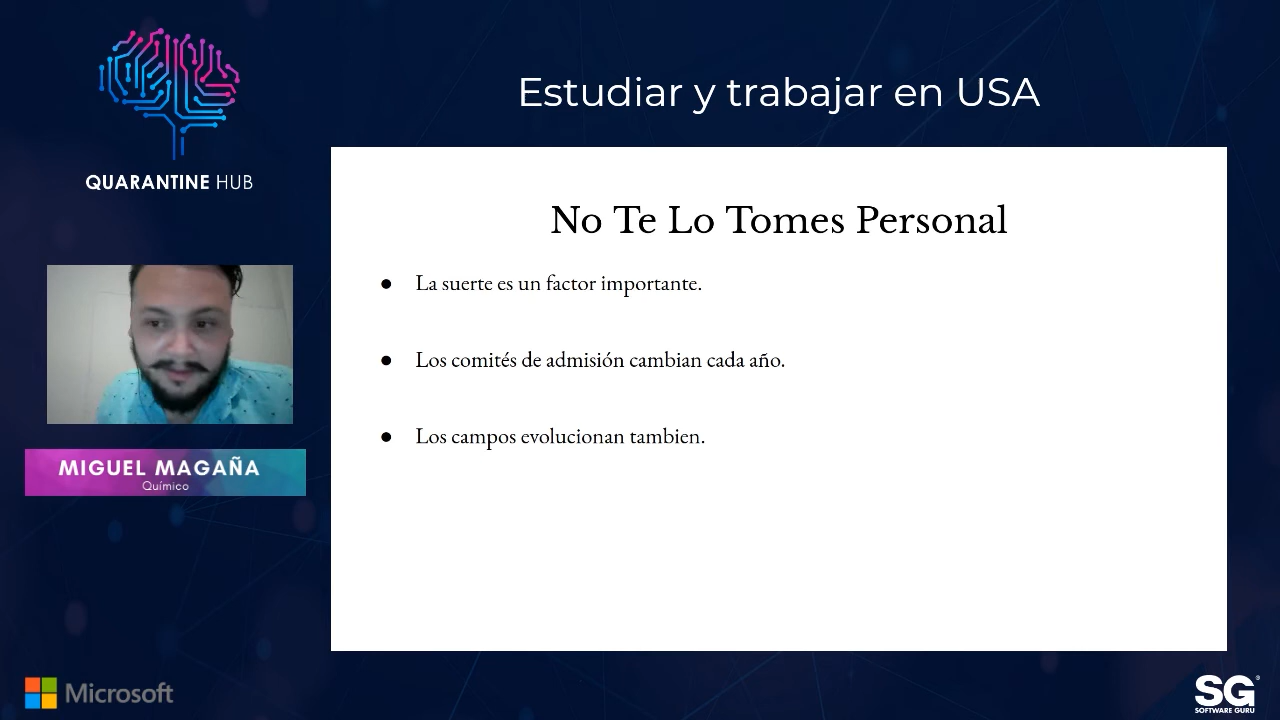 QUARANTINE HUB
Estudiar y trabajar en USA
No Te Lo Tomes Personal
● La suerte es un factor importante.
● Los comités de admisión cambian cada año.
● Los campos evolucionan tambien.
MIGUEL MAGAÑA
Químico
Microsoft
SG®
SOFTWARE GURU